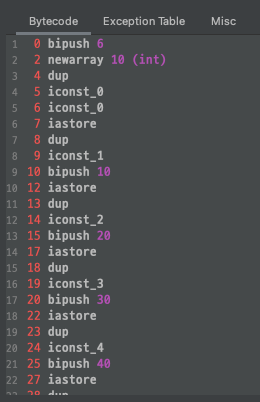 Bytecode Exception Table Misc
1 0 bipush 6
2 2 newarray 10 (int)
3 4 dup
4 5 iconst_0
5 6 iconst_0
6 7 iastore
7 8 dup
8 9 iconst_1
9 10 bipush 10
10 12 iastore
11 13 dup
12 14 iconst_2
13 15 bipush 20
14 17 iastore
15 18 dup
16 19 iconst_3
17 20 bipush 30
18 22 iastore
19 23 dup
20 24 iconst_4
21 25 bipush 40
22 27 iastore
23 28 dup